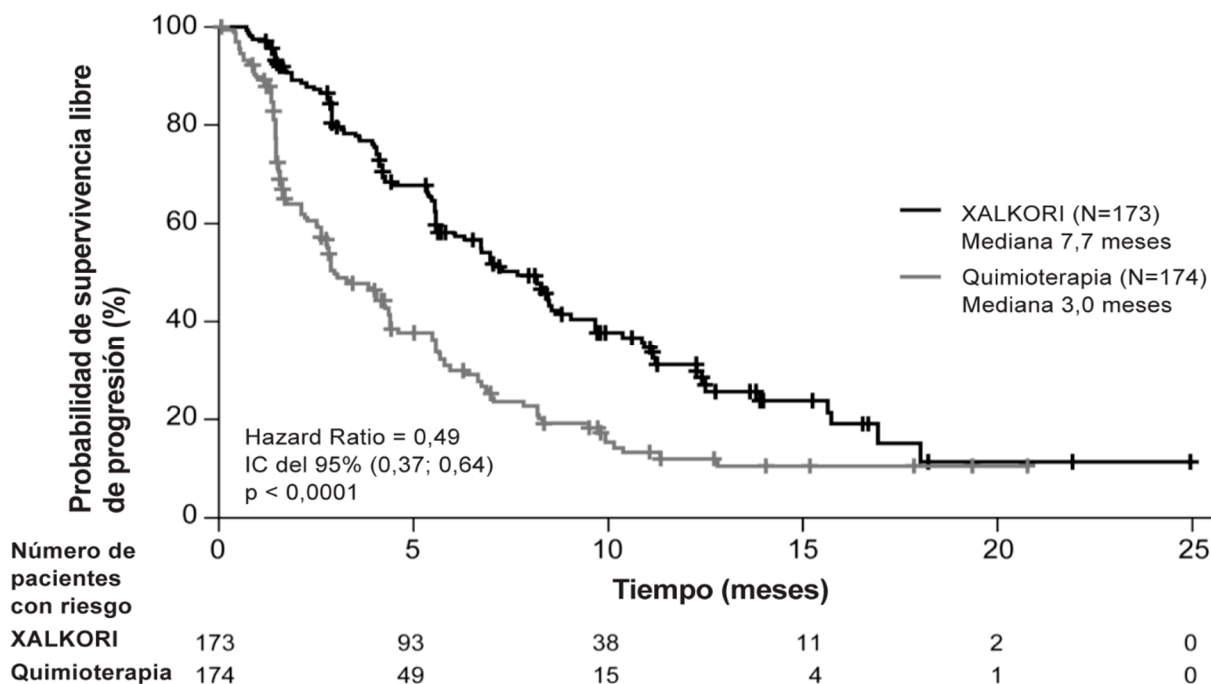 Probabilidad de supervivencia libre
de progresión (%)
100
80
60
40
20
0
XALKORI (N=173)
Mediana 7,7 meses
Quimioterapia (N=174)
Mediana 3,0 meses
Hazard Ratio = 0,49
IC del 95% (0,37; 0,64)
p < 0,0001
0 5 10 15 20 25
Tiempo (meses)
Número de
pacientes
con riesgo
XALKORI 173 93 38 11 2 0
Quimioterapia 174 49 15 4 1 0